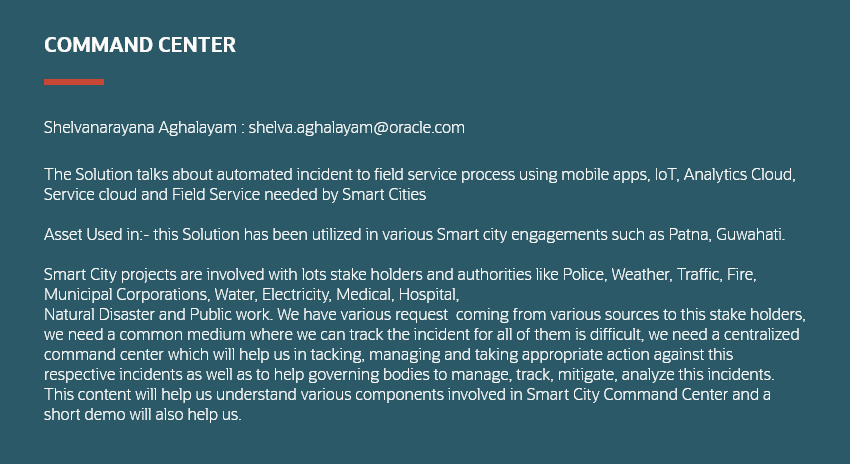 COMMAND CENTER
Shelvanarayana Aghalayam : shelva.aghalayam@oracle.com
The Solution talks about automated incident to field service process using mobile apps, IoT, Analytics Cloud,
Service cloud and Field Service needed by Smart Cities
Asset Used in:- this Solution has been utilized in various Smart city engagements such as Patna, Guwahati.
Smart City projects are involved with lots stake holders and authorities like Police, Weather, Traffic, Fire,
Municipal Corporations, Water, Electricity, Medical, Hospital,
Natural Disaster and Public work. We have various request  coming from various sources to this stake holders,
we need a common medium where we can track the incident for all of them is difficult, we need a centralized
command center which will help us in tacking, managing and taking appropriate action against this
respective incidents as well as to help governing bodies to manage, track, mitigate, analyze this incidents.
This content will help us understand various components involved in Smart City Command Center and a
short demo will also help us.